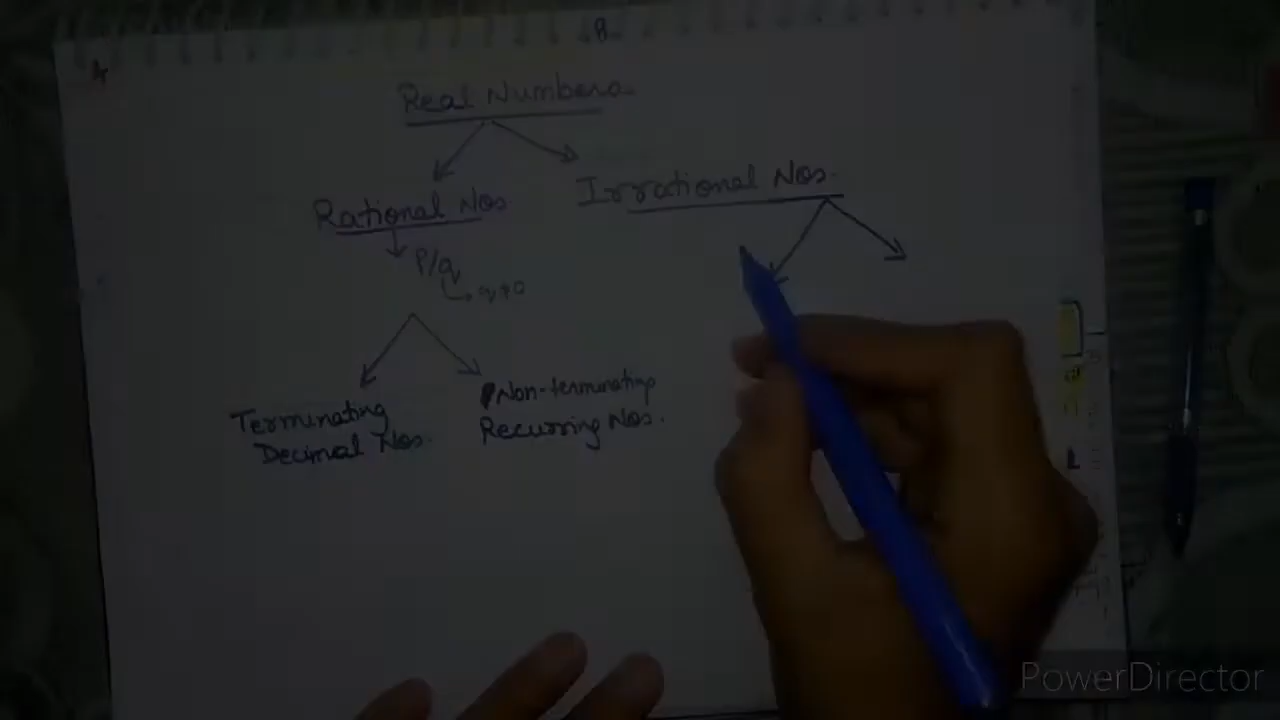 Real Numbers
Rational Nos
Irrational Nos.
P/q
q≠0
Terminating
Decimal Nos.
Non-terminating
Recurring Nos.
PowerDirector